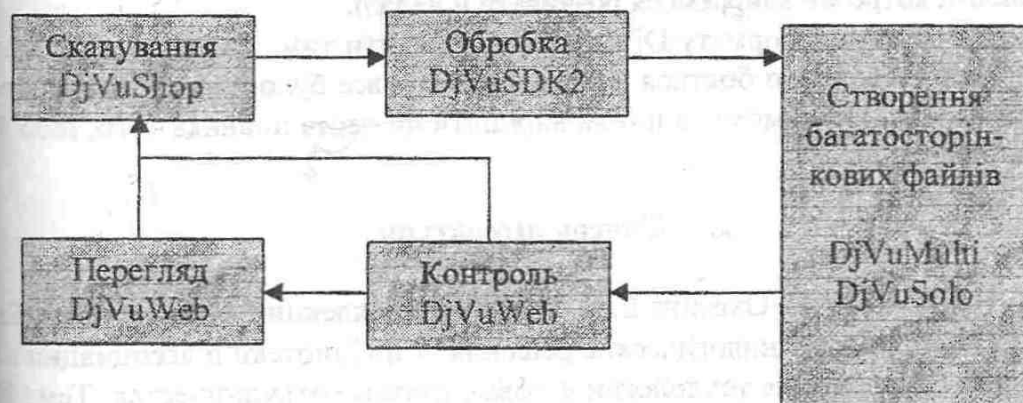 Сканування
DjVuShop
Обробка
DjVuSDK2
Створення
багатосторін-
кових файлів
DjVuMulti
DjVuSolo
Контроль
DjVuWeb
Перегляд
DjVuWeb